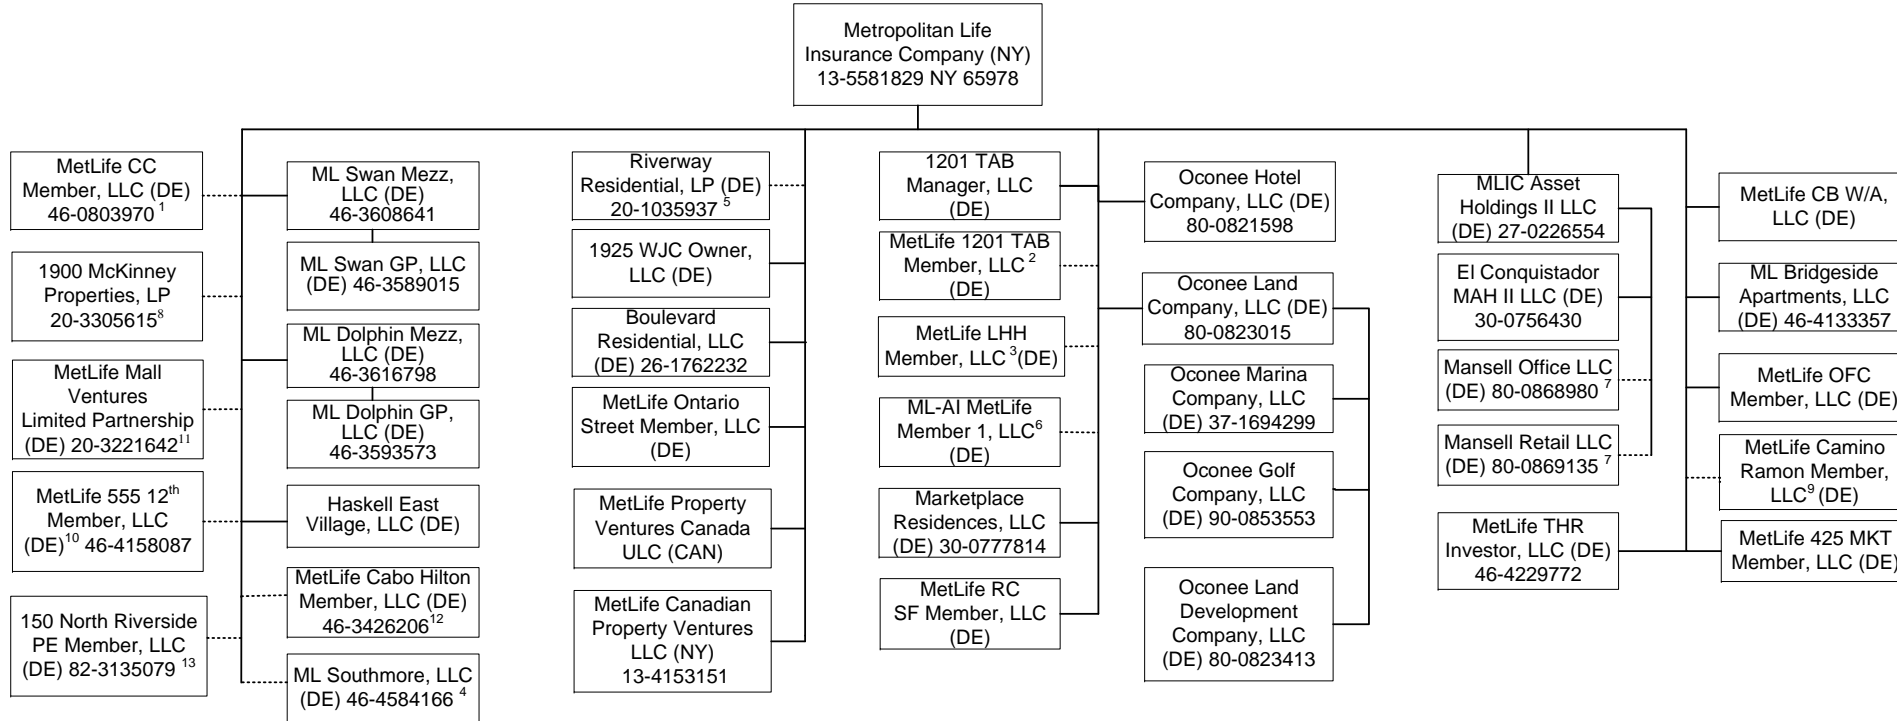 Metropolitan Life
Insurance Company (NY)
13-5581829 NY 65978
MetLife CC
Member, LLC (DE)
46-0803970 1
1900 McKinney
Properties, LP
20-3305615 8
MetLife Mall
Ventures
Limited Partnership
(DE) 20-3221642 11
MetLife 555 12th
Member, LLC
(DE)10 46-4158087
150 North Riverside
PE Member, LLC
(DE) 82-3135079 13
ML Swan Mezz,
LLC (DE)
46-3608641
ML Swan GP, LLC
(DE) 46-3589015
ML Dolphin Mezz,
LLC (DE)
46-3616798
ML Dolphin GP,
LLC (DE)
46-3593573
Haskell East
Village, LLC (DE)
MetLife Cabo Hilton
Member, LLC (DE)
46-3426206 12
ML Southmore, LLC
(DE) 46-4584166 4
Riverway
Residential, LP (DE)
20-1035937 5
1925 WJC Owner,
LLC (DE)
Boulevard
Residential, LLC
(DE) 26-1762232
MetLife Ontario
Street Member, LLC
(DE)
MetLife Property
Ventures Canada
ULC (CAN)
MetLife Canadian
Property Ventures
LLC (NY)
13-4153151
1201 TAB
Manager, LLC
(DE)
MetLife 1201 TAB
Member, LLC 2
(DE)
MetLife LHH
Member, LLC 3(DE)
ML-AI MetLife
Member 1, LLC6
(DE)
Marketplace
Residences, LLC
(DE) 30-0777814
MetLife RC
SF Member, LLC
(DE)
Oconee Hotel
Company, LLC (DE)
80-0821598
Oconee Land
Company, LLC (DE)
80-0823015
Oconee Marina
Company, LLC
(DE) 37-1694299
Oconee Golf
Company, LLC
(DE) 90-0853553
Oconee Land
Development
Company, LLC
(DE) 80-0823413
MLIC Asset
Holdings II LLC
(DE) 27-0226554
El Conquistador
MAH II LLC (DE)
30-0756430
Mansell Office LLC
(DE) 80-0868980 7
Mansell Retail LLC
(DE) 80-0869135 7
MetLife THR
Investor, LLC (DE)
46-4229772
MetLife CB W/A,
LLC (DE)
ML Bridgeside
Apartments, LLC
(DE) 46-4133357
MetLife OFC
Member, LLC (DE)
MetLife Camino
Ramon Member,
LLC9 (DE)
MetLife 425 MKT
Member, LLC (DE)